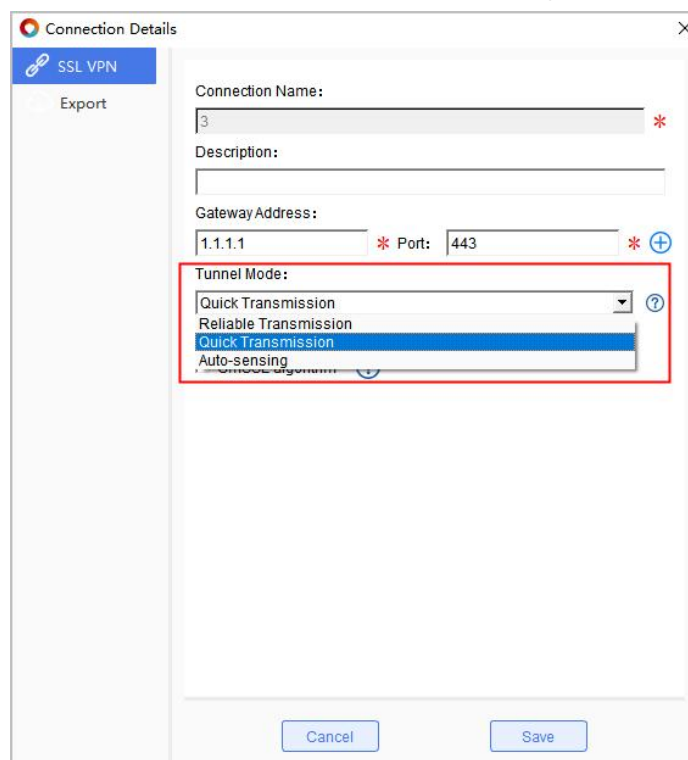 Connection Details
SSL VPN
Export
Connection Name:
3
Description:
Gateway Address:
1.1.1.1 * Port: 443 *
Tunnel Mode:
Quick Transmission
Reliable Transmission
Quick Transmission
Auto-sensing
algorithm
Cancel Save